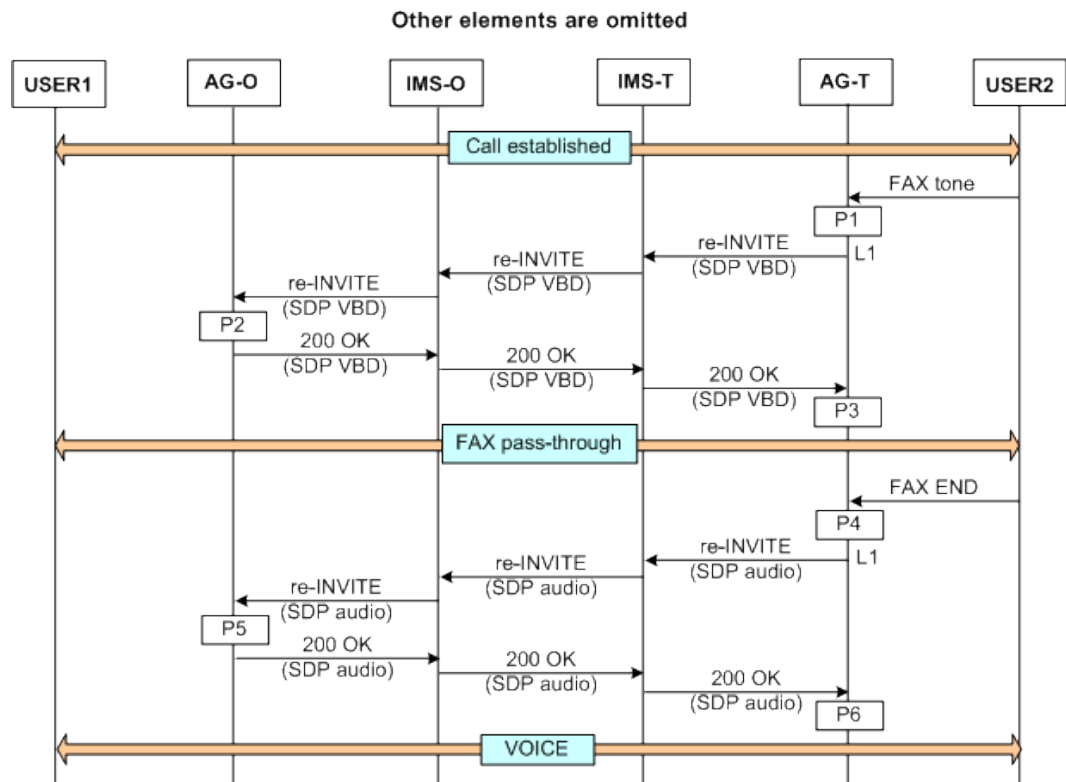 Other elements are omitted
USER1
AG-O
IMS-O
IMS-T
AG-T
USER2
Call established
FAX tone
P1
re-INVITE
(SDP VBD)
L1
re-INVITE
(SDP VBD)
re-INVITE
(SDP VBD)
P2
200 OK
(SDP VBD)
200 OK
(SDP VBD)
200 OK
(SDP VBD)
P3
FAX pass-through
FAX END
P4
re-INVITE
(SDP audio)
L1
re-INVITE
(SDP audio)
re-INVITE
(SDP audio)
P5
200 OK
(SDP audio)
200 OK
(SDP audio)
200 OK
(SDP audio)
P6
VOICE